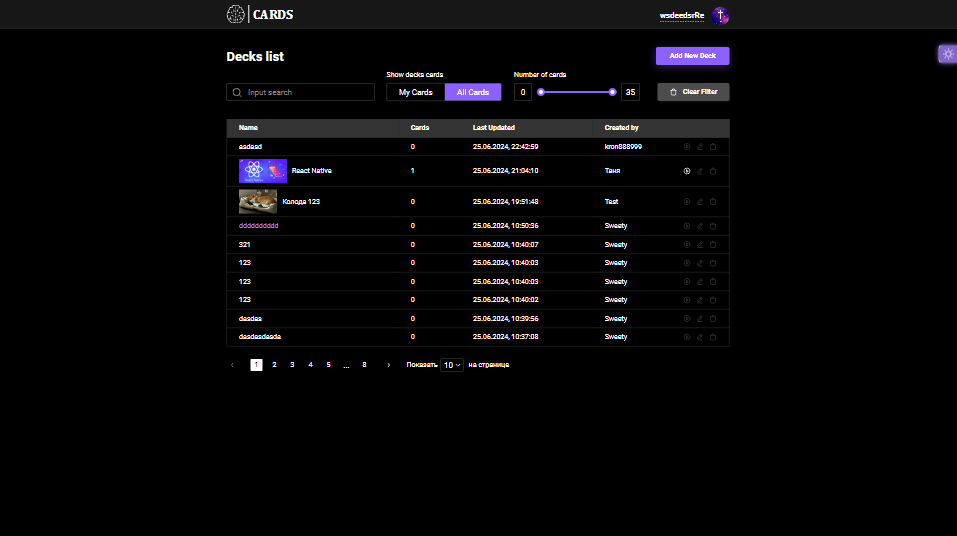 CARDS
wsdeedsrRe
Decks list
Add New Deck
Show decks cards
Number of cards
Input search
My Cards
All Cards
0
35
Clear Filter
Name Cards Last Updated Created by
asdasd 0 25.06.2024, 22:42:59 kron888999
React Native 1 25.06.2024, 21:04:10 Таня
Колода 123 0 25.06.2024, 19:51:48 Test
dddddddddd 0 25.06.2024, 10:50:36 Sweety
321 0 25.06.2024, 10:40:07 Sweety
123 0 25.06.2024, 10:40:03 Sweety
123 0 25.06.2024, 10:40:03 Sweety
123 0 25.06.2024, 10:40:02 Sweety
dasdas 0 25.06.2024, 10:39:56 Sweety
dasdasdasda 0 25.06.2024, 10:37:08 Sweety
‹ 1 2 3 4 5 ... 8 › Показать 10 на странице